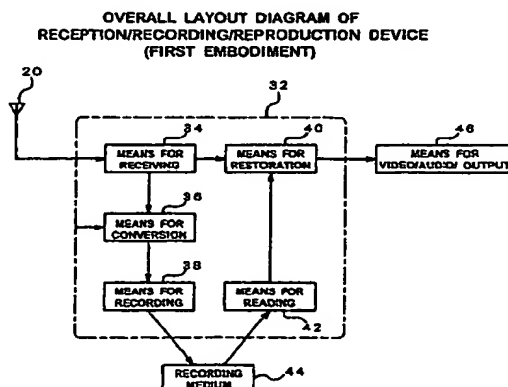 OVERALL LAYOUT DIAGRAM OF
RECEPTION/RECORDING/REPRODUCTION DEVICE
(FIRST EMBODIMENT)
20
32
34
40
46
MEANS FOR
RECEIVING
MEANS FOR
RESTORATION
MEANS FOR
VIDEO/AUDIO/ OUTPUT
36
MEANS FOR
CONVERSION
38
MEANS FOR
RECORDING
MEANS FOR
READING
42
RECORDING
MEDIUM
44